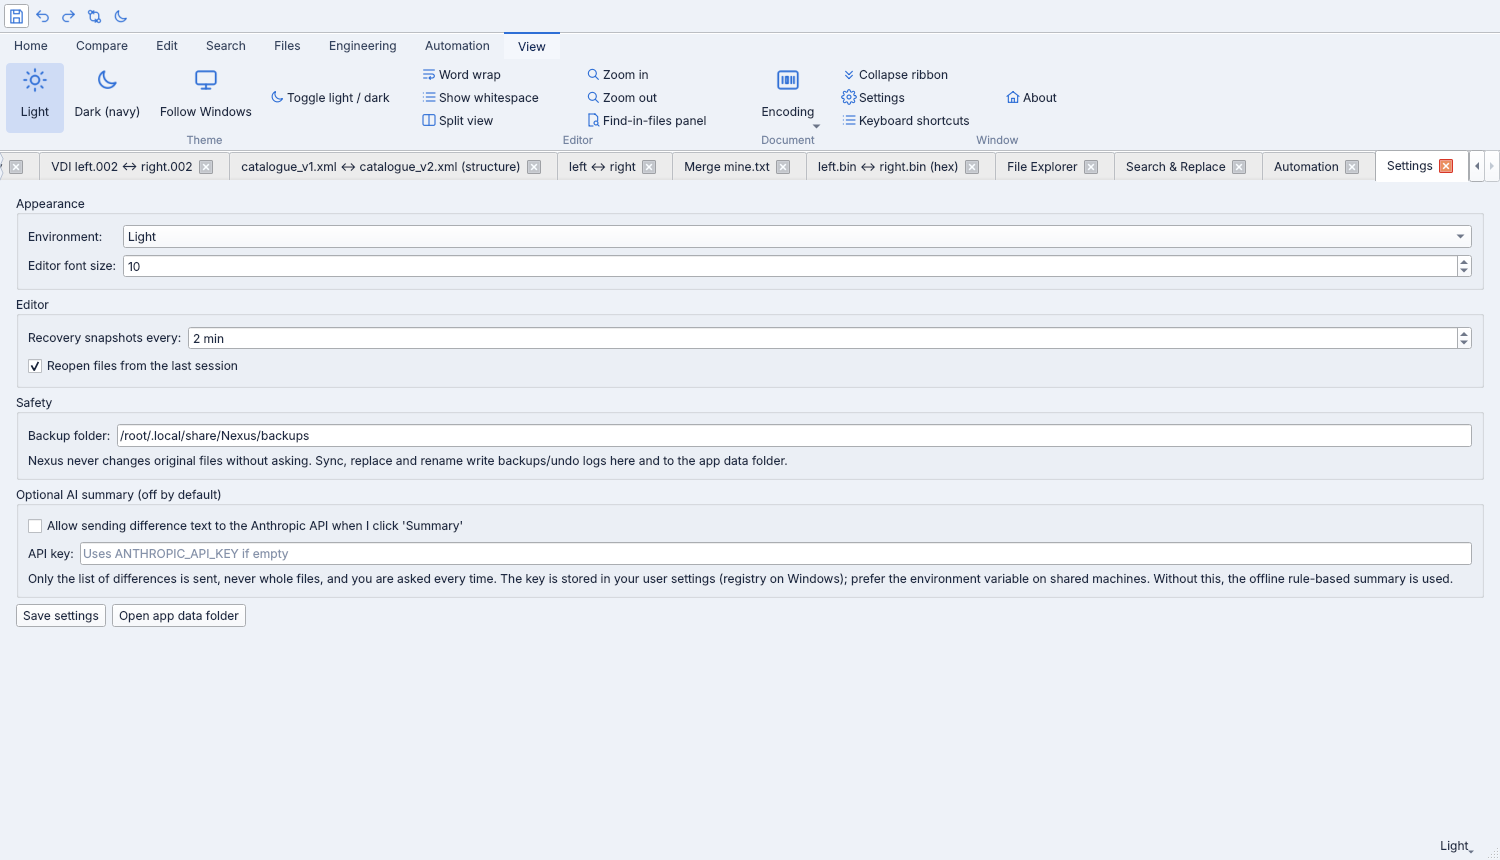 Home Compare Edit Search Files Engineering Automation View
Light Dark (navy) Follow Windows Toggle light / dark
Theme
Word wrap Zoom in
Show whitespace Zoom out
Split view Find-in-files panel
Editor
Encoding
Document
Collapse ribbon
Settings About
Keyboard shortcuts
Window
VDI left.002 ↔ right.002 catalogue_v1.xml ↔ catalogue_v2.xml (structure) left ↔ right Merge mine.txt left.bin ↔ right.bin (hex) File Explorer Search & Replace Automation Settings
Appearance
Environment: Light
Editor font size: 10
Editor
Recovery snapshots every: 2 min
Reopen files from the last session
Safety
Backup folder: /root/.local/share/Nexus/backups
Nexus never changes original files without asking. Sync, replace and rename write backups/undo logs here and to the app data folder.
Optional AI summary (off by default)
Allow sending difference text to the Anthropic API when I click 'Summary'
API key: Uses ANTHROPIC_API_KEY if empty
Only the list of differences is sent, never whole files, and you are asked every time. The key is stored in your user settings (registry on Windows); prefer the environment variable on shared machines. Without this, the offline rule-based summary is used.
Save settings Open app data folder
Light